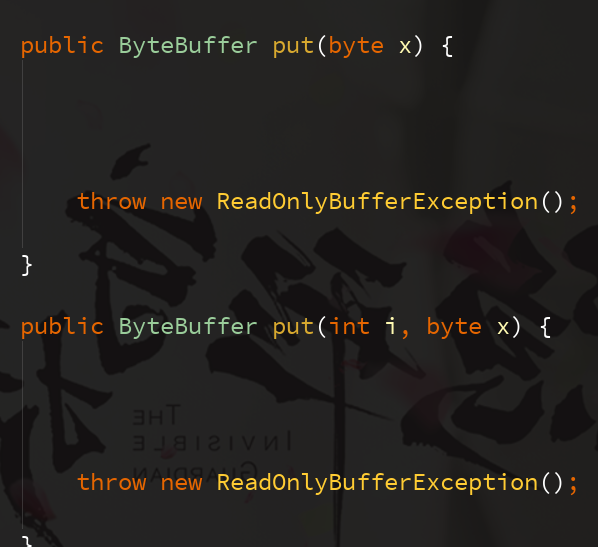 public ByteBuffer put(byte x) {
throw new ReadOnlyBufferException();
}
public ByteBuffer put(int i, byte x) {
THE
INVISIBLE
GUARDIAN
throw new ReadOnlyBufferException();
}